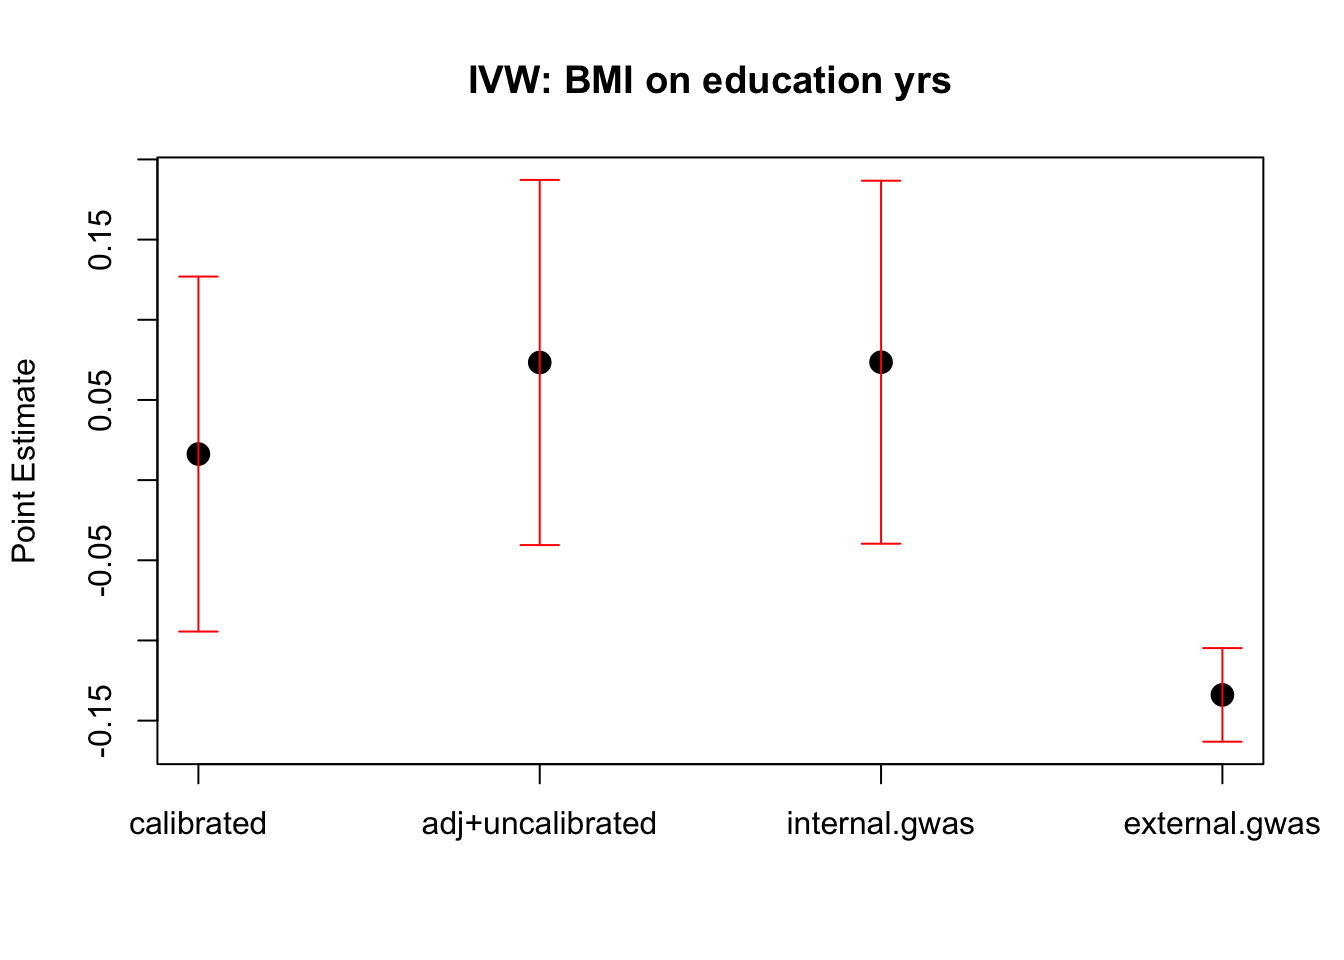 IVW: BMI on education yrs
Point Estimate
0.15
0.05
-0.05
-0.15
calibrated
adj+uncalibrated
internal.gwas
external.gwas